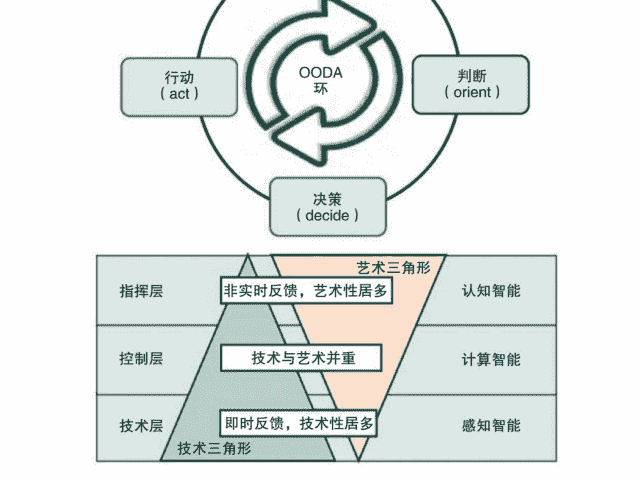 OODA
环
行动
（act）
判断
（orient）
决策
（decide）
艺术三角形
指挥层
非实时反馈，艺术性居多
认知智能
控制层
技术与艺术并重
计算智能
技术层
即时反馈，技术性居多
感知智能
技术三角形